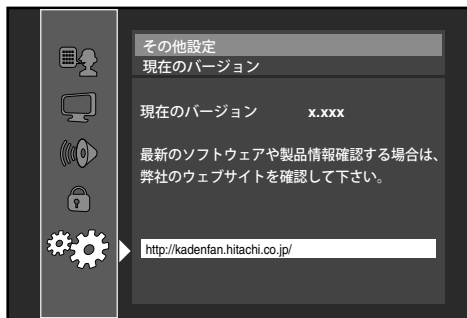 その他設定
現在のバージョン
現在のバージョン x.xxx
最新のソフトウェアや製品情報確認する場合は、
弊社のウェブサイトを確認して下さい。
http://kadenfan.hitachi.co.jp/